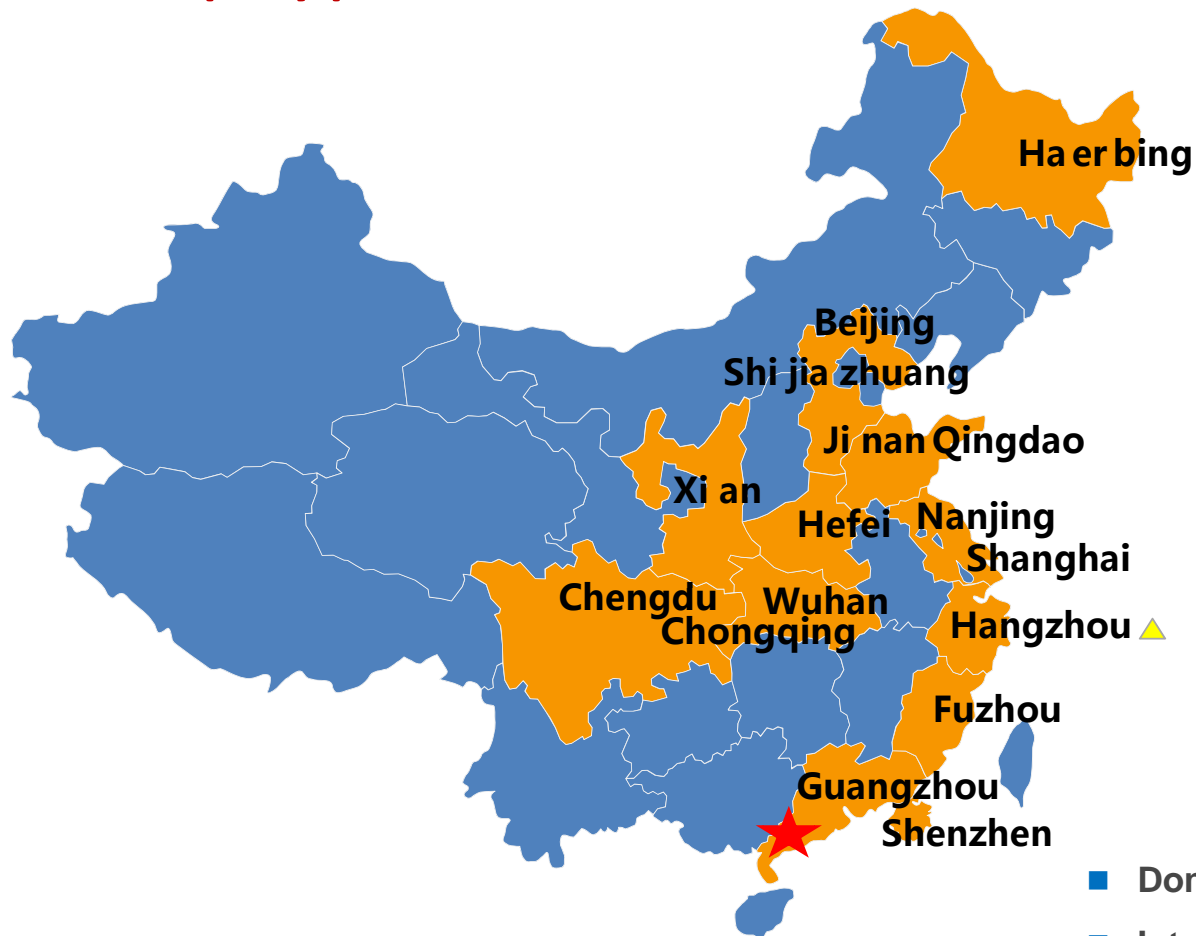 Ha er bing
Beijing
Shi jia zhuang
Ji nan Qingdao
Xi an
Hefei
Nanjing
Shanghai
Chengdu
Wuhan
Chongqing
Hangzhou
Fuzhou
Guangzhou
Shenzhen